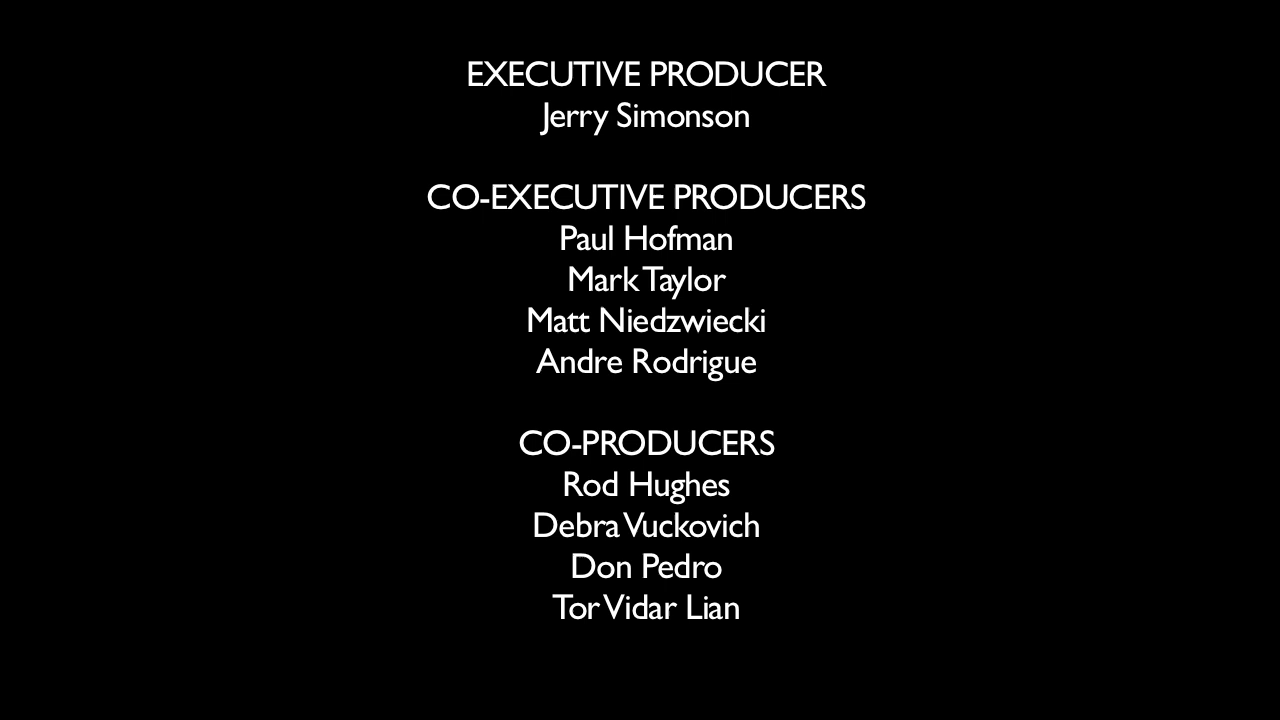 EXECUTIVE PRODUCER
Jerry Simonson
CO-EXECUTIVE PRODUCERS
Paul Hofman
Mark Taylor
Matt Niedzwiecki
Andre Rodrigue
CO-PRODUCERS
Rod Hughes
Debra Vuckovich
Don Pedro
Tor Vidar Lian